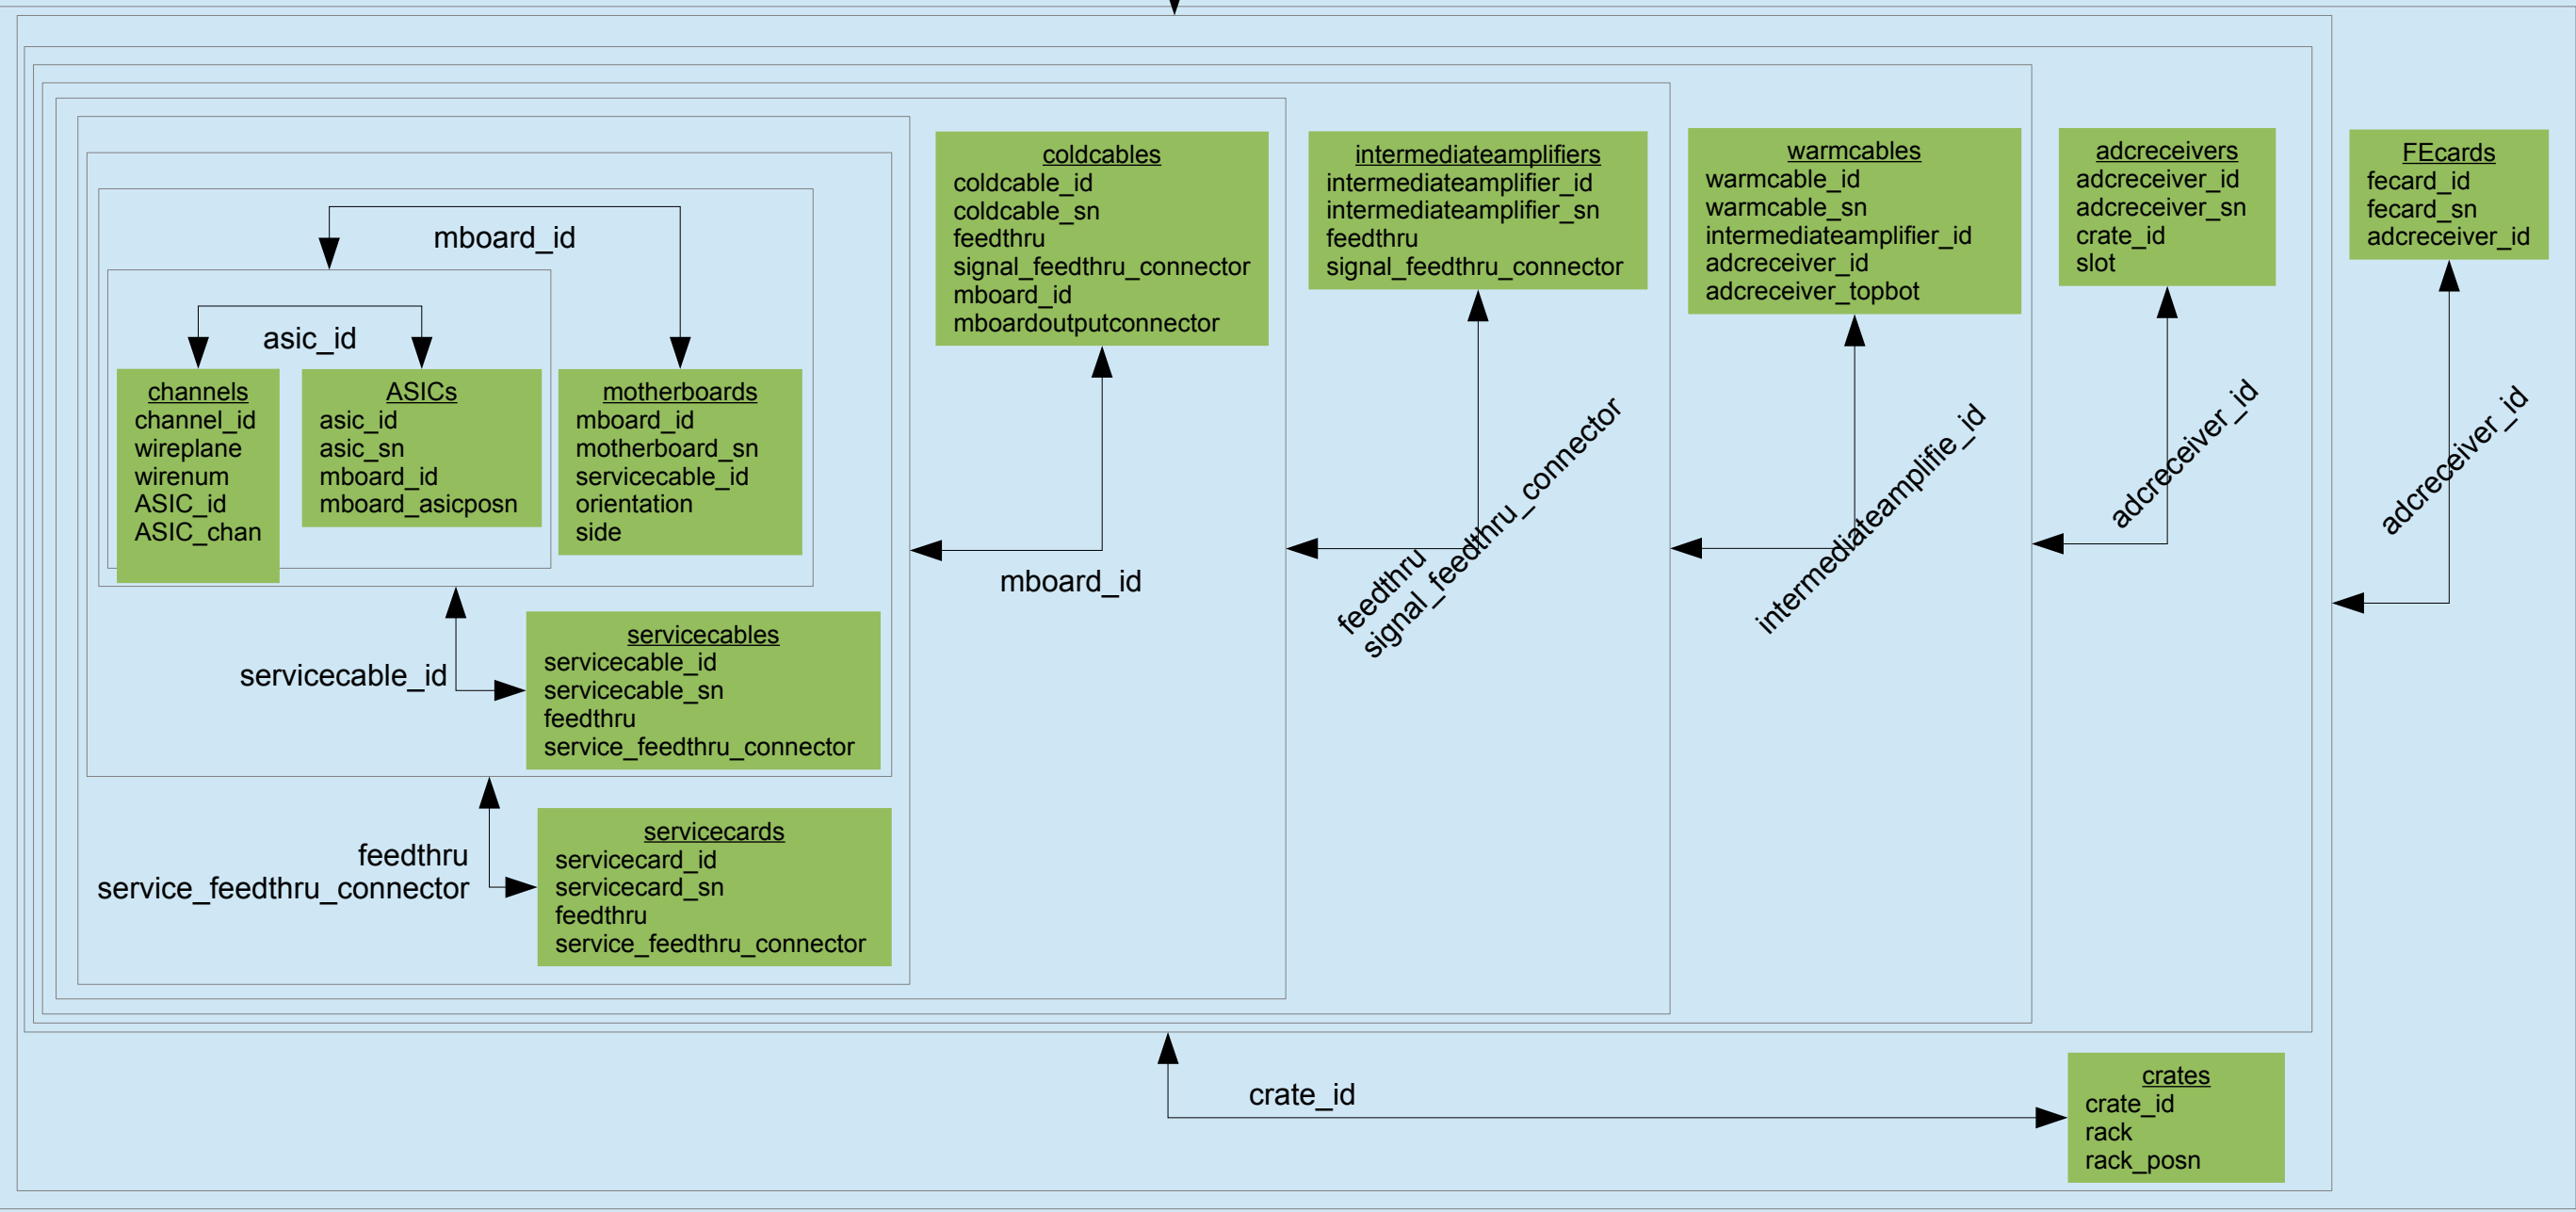 mboard_id
asic_id
channels
channel_id
wireplane
wirenum
ASIC_id
ASIC_chan
ASICs
asic_id
asic_sn
mboard_id
mboard_asicposn
motherboards
mboard_id
motherboard_sn
servicecable_id
orientation
side
servicecable_id
servicecables
servicecable_id
servicecable_sn
feedthru
service_feedthru_connector
feedthru
service_feedthru_connector
servicecards
servicecard_id
servicecard_sn
feedthru
service_feedthru_connector
coldcables
coldcable_id
coldcable_sn
feedthru
signal_feedthru_connector
mboard_id
mboardoutputconnector
mboard_id
intermediateamplifiers
intermediateamplifier_id
intermediateamplifier_sn
feedthru
signal_feedthru_connector
feedthru
signal_feedthru_connector
warmcables
warmcable_id
warmcable_sn
intermediateamplifier_id
adcreceiver_id
adcreceiver_topbot
intermediateamplifie_id
adcreceivers
adcreceiver_id
adcreceiver_sn
crate_id
slot
adcreceiver_id
FEcards
fecard_id
fecard_sn
adcreceiver_id
adcreceiver_id
crate_id
crates
crate_id
rack
rack_posn